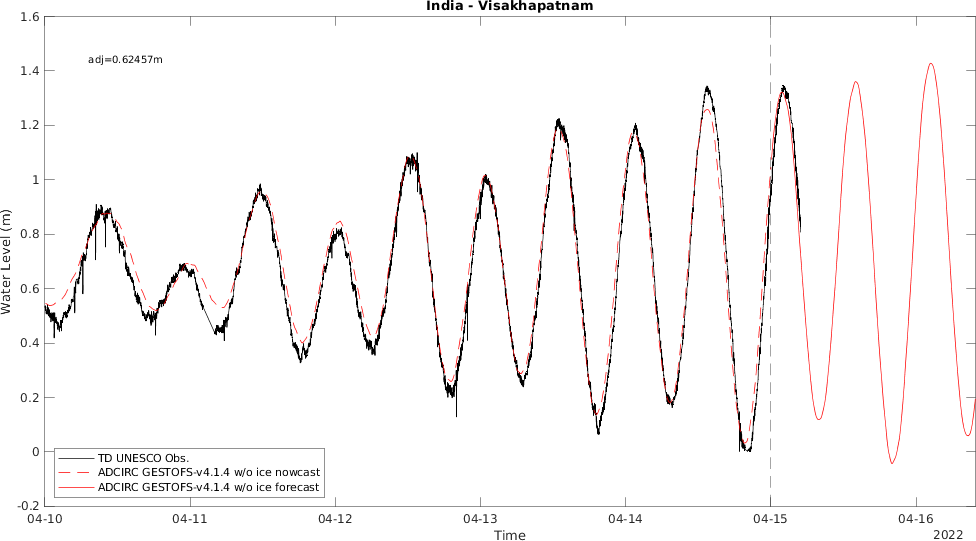 India - Visakhapatnam
1.6
1.4
1.2
1
0.8
0.6
0.4
0.2
0
-0.2
Water Level (m)
adj=0.62457m
TD UNESCO Obs.
ADCIRC GESTOFS-v4.1.4 w/o ice nowcast
ADCIRC GESTOFS-v4.1.4 w/o ice forecast
04-10 04-11 04-12 04-13 04-14 04-15 04-16
Time
2022